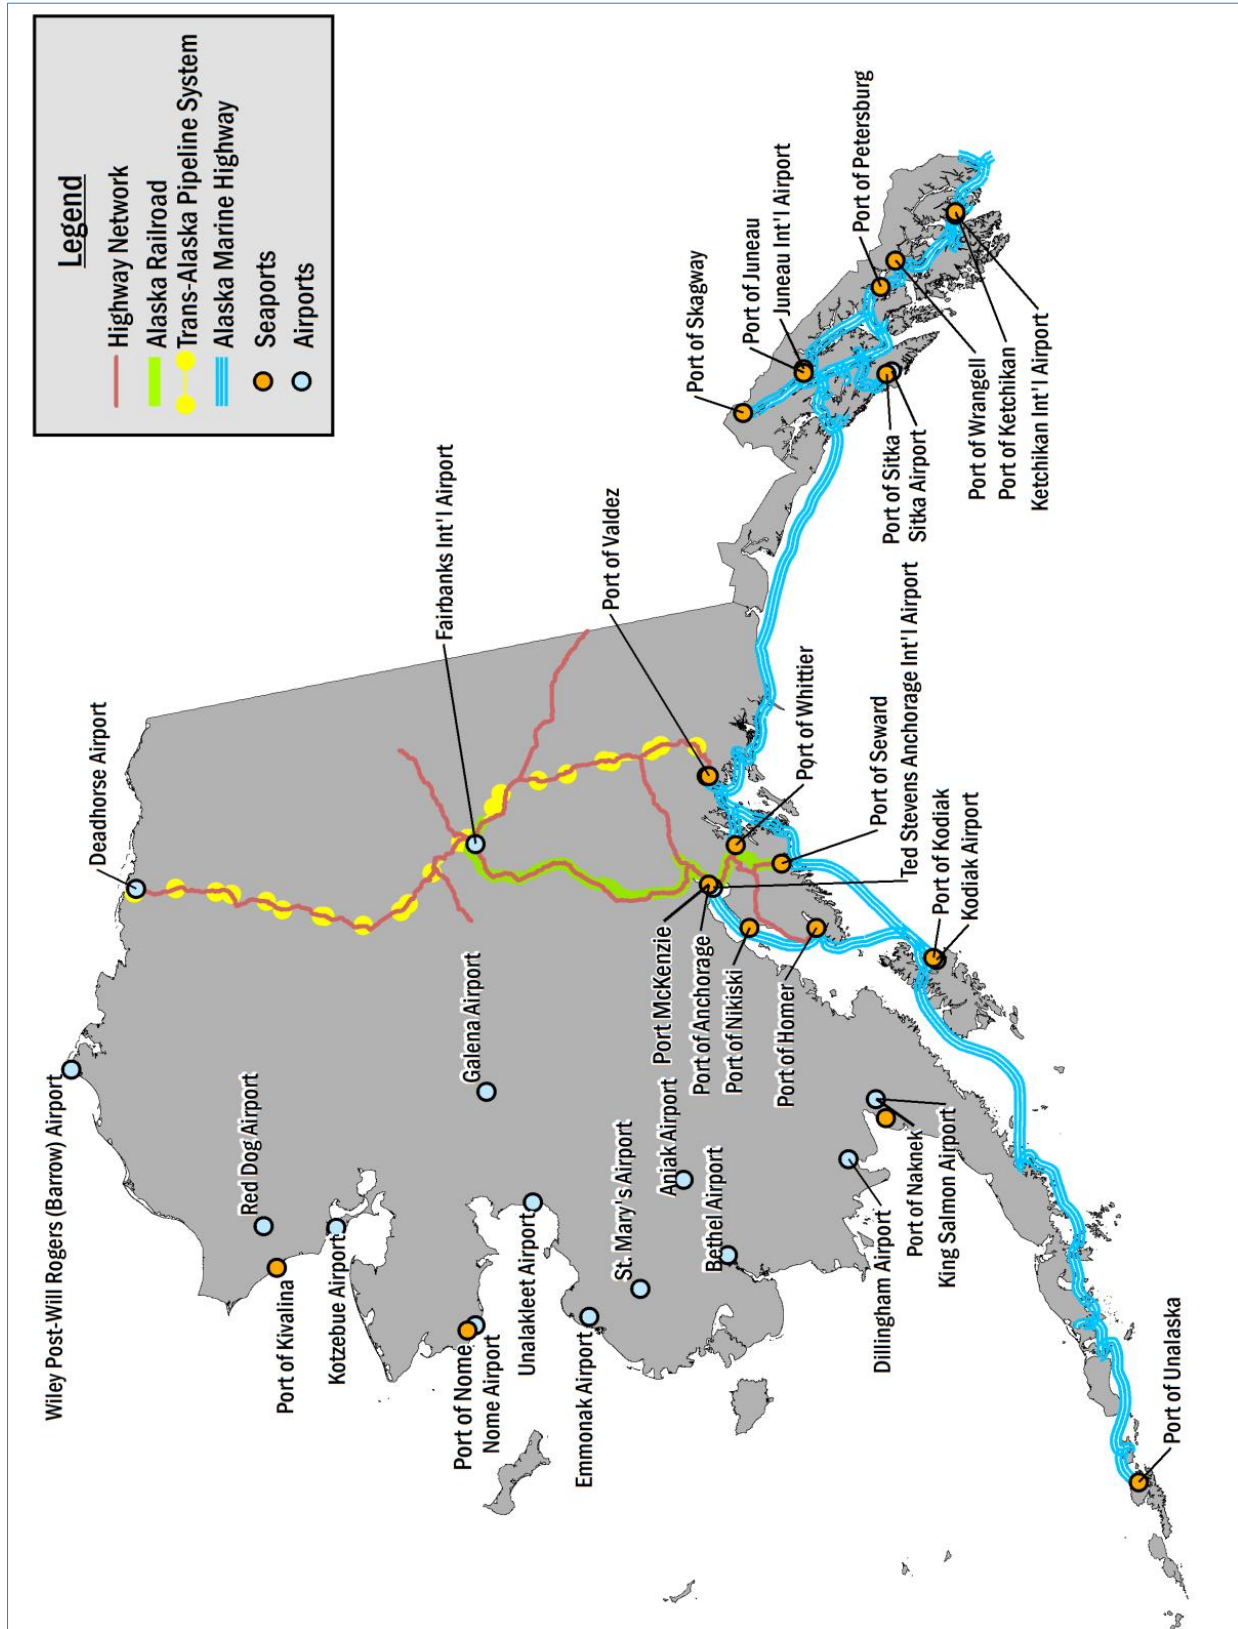 Legend
Highway Network
Alaska Railroad
Trans-Alaska Pipeline System
Alaska Marine Highway
Seaports
Airports
Wiley Post-Will Rogers (Barrow) Airport
Deadhorse Airport
Red Dog Airport
Port of Kivalina
Kotzebue Airport
Fairbanks Int'l Airport
Galena Airport
Port of Nome
Nome Airport
Unalakleet Airport
Emmonak Airport
St. Mary's Airport
Aniak Airport
Bethel Airport
Port of Valdez
Port McKenzie
Port of Anchorage
Port of Nikiski
Port of Homer
Port of Whittier
Port of Seward
Ted Stevens Anchorage Int'l Airport
Port of Kodiak
Kodiak Airport
Dillingham Airport
Port of Naknek
King Salmon Airport
Port of Unalaska
Port of Skagway
Port of Juneau
Juneau Int'l Airport
Port of Petersburg
Port of Sitka
Sitka Airport
Port of Wrangell
Port of Ketchikan
Ketchikan Int'l Airport